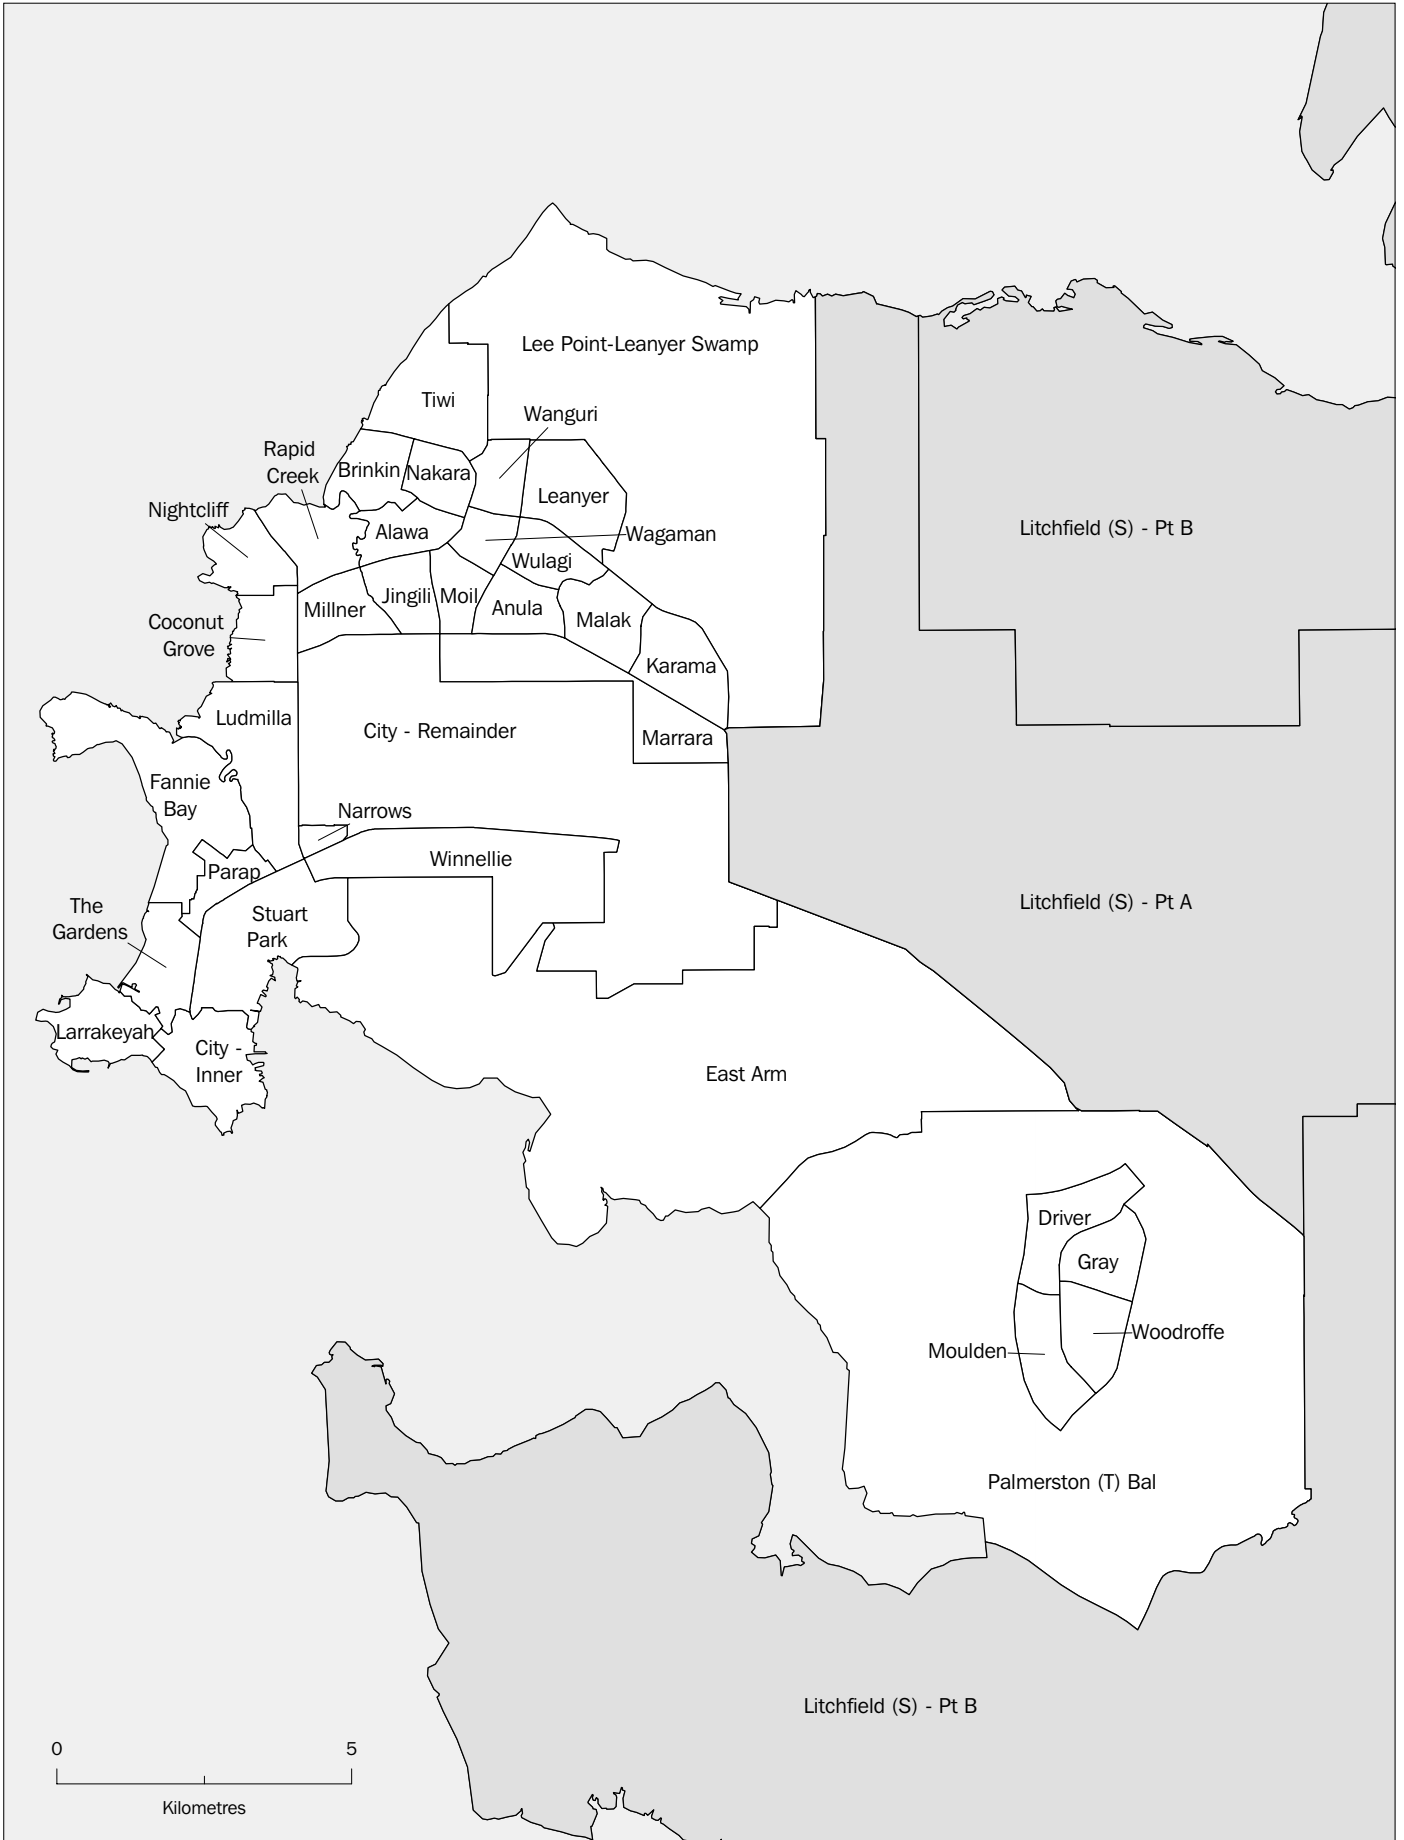 Lee Point-Leanyer Swamp
Tiwi
Wanguri
Rapid
Creek
Brinkin
Nakara
Leanyer
Nightcliff
Alawa
Wagaman
Litchfield (S) - Pt B
Wulagi
Jingili
Moil
Millner
Anula
Malak
Coconut
Grove
Karama
Ludmilla
City - Remainder
Marrara
Fannie
Bay
Narrows
Winnellie
Parap
The
Gardens
Stuart
Park
Litchfield (S) - Pt A
Larrakeyah
City -
Inner
East Arm
Driver
Gray
Woodroffe
Moulden
Palmerston (T) Bal
Litchfield (S) - Pt B
0
5
Kilometres